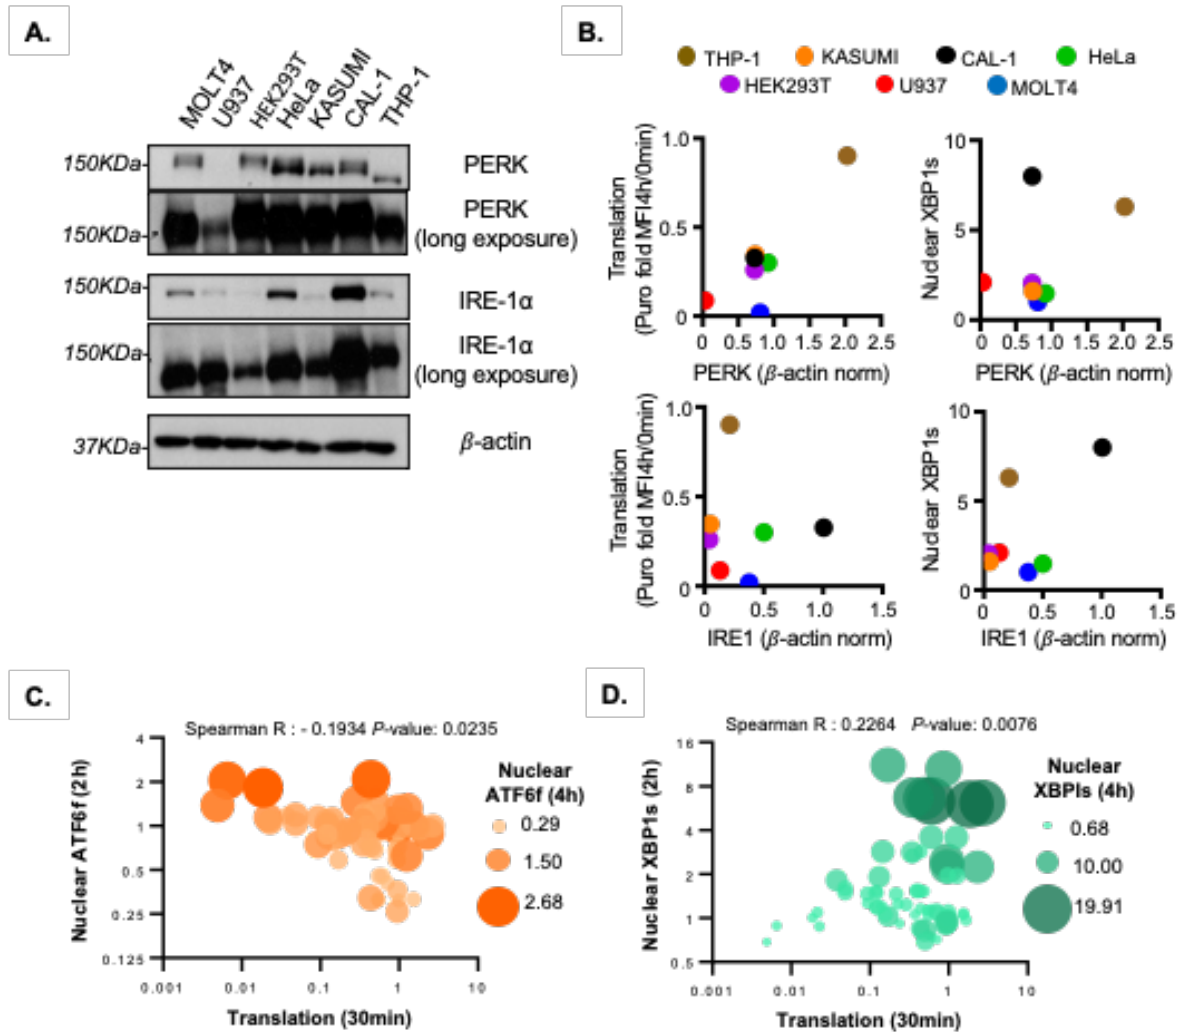 A.
MOLT4
U937
HEK293T
HeLa
KASUMI
CAL-1
THP-1
150KDa-
PERK
150KDa-
PERK
(long exposure)
150KDa-
IRE-1α
150KDa-
IRE-1α
(long exposure)
37KDa-
β-actin
B.
THP-1 KASUMI CAL-1 HeLa
HEK293T U937 MOLT4
Translation
(Puro fold MFI4h/0min)
1.0
0.5
0
0 0.5 1.0 1.5 2.0 2.5
PERK (β-actin norm)
Nuclear XBP1s
10
5
0
0 0.5 1.0 1.5 2.0 2.5
PERK (β-actin norm)
Translation
(Puro fold MFI4h/0min)
1.0
0.5
0
0 0.5 1.0 1.5
IRE1 (β-actin norm)
Nuclear XBP1s
10
5
0
0 0.5 1.0 1.5
IRE1 (β-actin norm)
C.
Spearman R : - 0.1934 P-value: 0.0235
Nuclear ATF6f (2h)
4
2
1
0.5
0.25
0.125
0.001 0.01 0.1 1 10
Translation (30min)
Nuclear
ATF6f (4h)
0.29
1.50
2.68
D.
Spearman R : 0.2264 P-value: 0.0076
Nuclear XBP1s (2h)
16
8
4
2
1
0.5
0.001 0.01 0.1 1 10
Translation (30min)
Nuclear
XBPIs (4h)
0.68
10.00
19.91